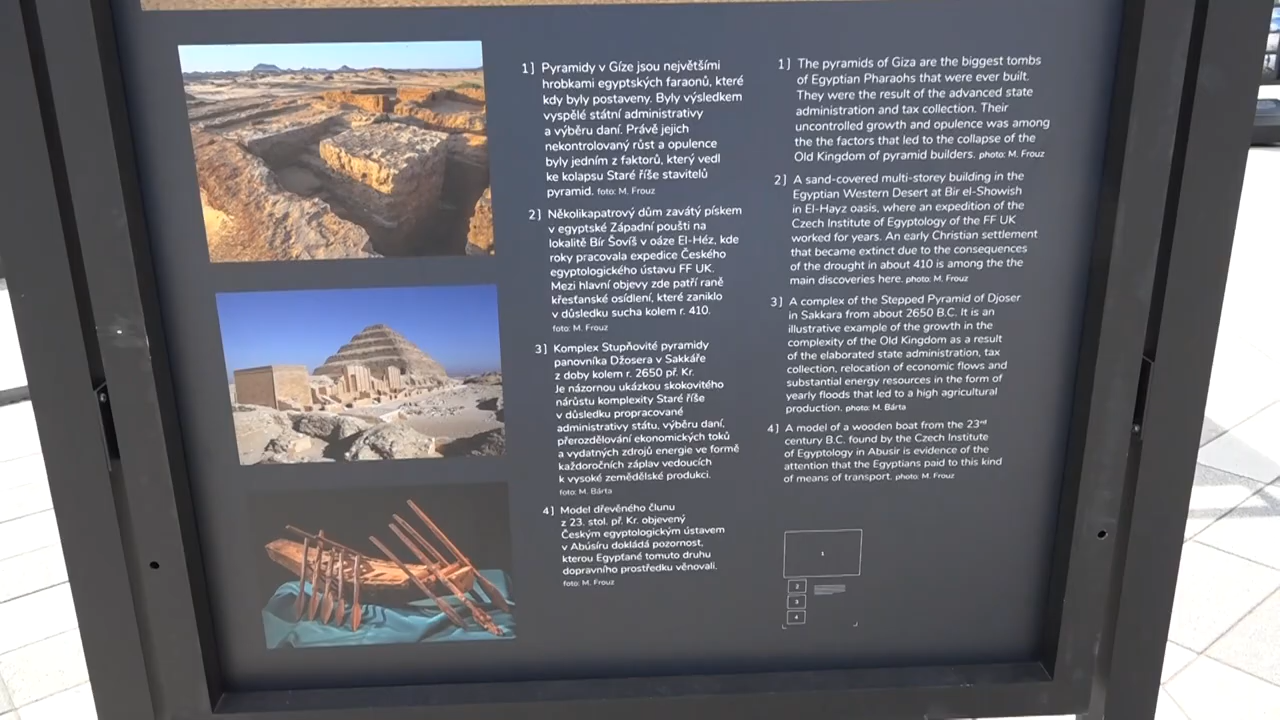 1] Pyramidy v Gíze jsou největšími
hrobkami egyptských faraonů, které
kdy byly postaveny. Byly výsledkem
vyspělé státní administrativy
a výběru daní. Právě jejich
nekontrolovaný růst a opulence
byly jedním z faktorů, který vedl
ke kolapsu Staré říše stavitelů
pyramid. foto: M. Frouz
2] Několikapatrový dům zavátý pískem
v egyptské Západní poušti na
lokalitě Bír Šovíš v oáze El-Héz, kde
roky pracovala expedice Českého
egyptologického ústavu FF UK.
Mezi hlavní objevy zde patří raně
křesťanské osídlení, které zaniklo
v důsledku sucha kolem r. 410.
foto: M. Frouz
3] Komplex Stupňovité pyramidy
panovníka Džosera v Sakkáře
z doby kolem r. 2650 př. Kr.
Je názornou ukázkou skokovitého
nárůstu komplexity Staré říše
v důsledku propracované
administrativy státu, výběru daní,
přerozdělování ekonomických toků
a vydatných zdrojů energie ve formě
každoročních záplav vedoucích
k vysoké zemědělské produkci.
foto: M. Bárta
4] Model dřevěného člunu
z 23. stol. př. Kr. objevený
Českým egyptologickým ústavem
v Abúsíru dokládá pozornost,
kterou Egypťané tomuto druhu
dopravního prostředku věnovali.
foto: M. Frouz
1] The pyramids of Giza are the biggest tombs
of Egyptian Pharaohs that were ever built.
They were the result of the advanced state
administration and tax collection. Their
uncontrolled growth and opulence was among
the the factors that led to the collapse of the
Old Kingdom of pyramid builders. photo: M. Frouz
2] A sand-covered multi-storey building in the
Egyptian Western Desert at Bir el-Showish
in El-Hayz oasis, where an expedition of the
Czech Institute of Egyptology of the FF UK
worked for years. An early Christian settlement
that became extinct due to the consequences
of the drought in about 410 is among the the
main discoveries here. photo: M. Frouz
3] A complex of the Stepped Pyramid of Djoser
in Sakkara from about 2650 B.C. It is an
illustrative example of the growth in the
complexity of the Old Kingdom as a result
of the elaborated state administration, tax
collection, relocation of economic flows and
substantial energy resources in the form of
yearly floods that led to a high agricultural
production. photo: M. Bárta
4] A model of a wooden boat from the 23rd
century B.C. found by the Czech Institute
of Egyptology in Abusir is evidence of the
attention that the Egyptians paid to this kind
of means of transport. photo: M. Frouz
1
2
3
4